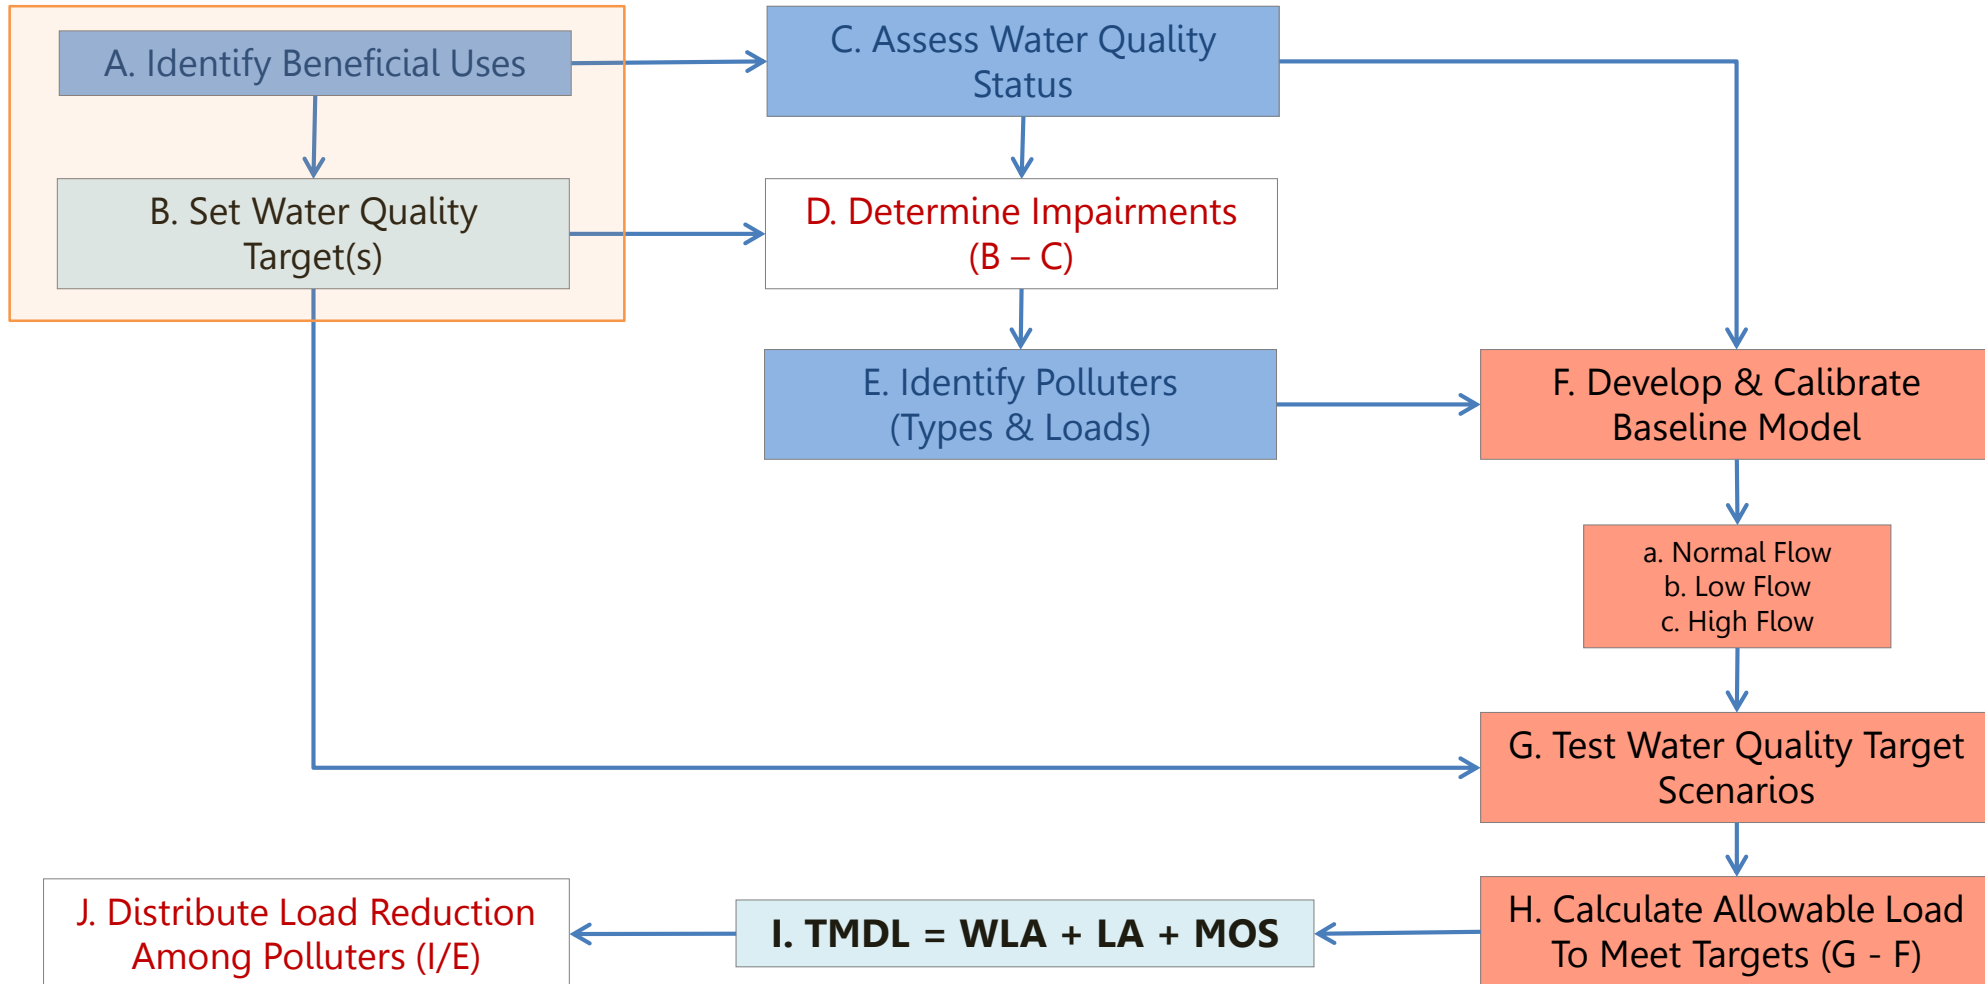 A. Identify Beneficial Uses
C. Assess Water Quality
Status
B. Set Water Quality
Target(s)
D. Determine Impairments
(B – C)
E. Identify Polluters
(Types & Loads)
F. Develop & Calibrate
Baseline Model
a. Normal Flow
b. Low Flow
c. High Flow
G. Test Water Quality Target
Scenarios
H. Calculate Allowable Load
To Meet Targets (G - F)
I. TMDL = WLA + LA + MOS
J. Distribute Load Reduction
Among Polluters (I/E)